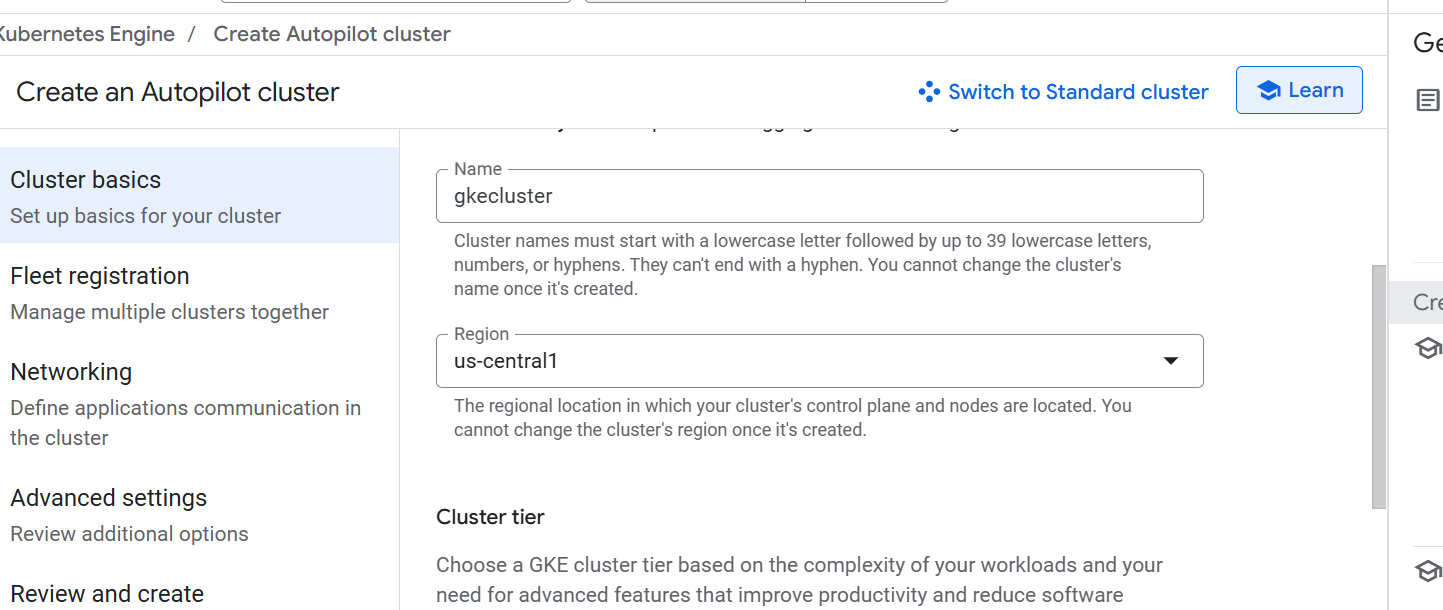 Kubernetes Engine / Create Autopilot cluster
Create an Autopilot cluster
Switch to Standard cluster
Learn
Cluster basics
Set up basics for your cluster
Fleet registration
Manage multiple clusters together
Networking
Define applications communication in
the cluster
Advanced settings
Review additional options
Review and create
Name
gkecluster
Cluster names must start with a lowercase letter followed by up to 39 lowercase letters,
numbers, or hyphens. They can't end with a hyphen. You cannot change the cluster's
name once it's created.
Region
us-central1
The regional location in which your cluster's control plane and nodes are located. You
cannot change the cluster's region once it's created.
Cluster tier
Choose a GKE cluster tier based on the complexity of your workloads and your
need for advanced features that improve productivity and reduce software
Ge
Cre